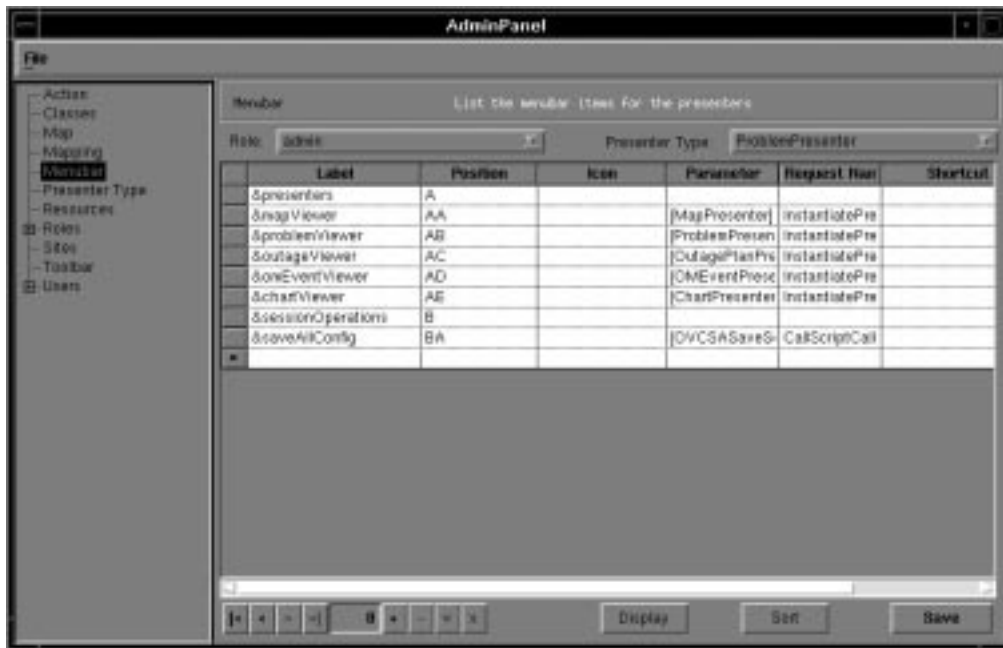 AdminPanel
File
Action
Classes
Map
Mapping
Menubar
Presenter Type
Resources
Roles
Sites
Toolbar
Users
Menubar List the menubar items for the presenters
Role: admin Presenter Type ProblemPresenter
Label Position Icon Parameter Request Nam Shortcut
&presenters A
&mapViewer AA [MapPresenter] InstantiatePre
&problemViewer AB [ProblemPresen InstantiatePre
&outageViewer AC [OutagePlanPre InstantiatePre
&omEventViewer AD [OMEventPresc InstantiatePre
&chartViewer AE [ChartPresenter InstantiatePre
&sessionOperations B
&saveAllConfig BA [OVCSASaveS CallScriptCall
8
Display Sort Save